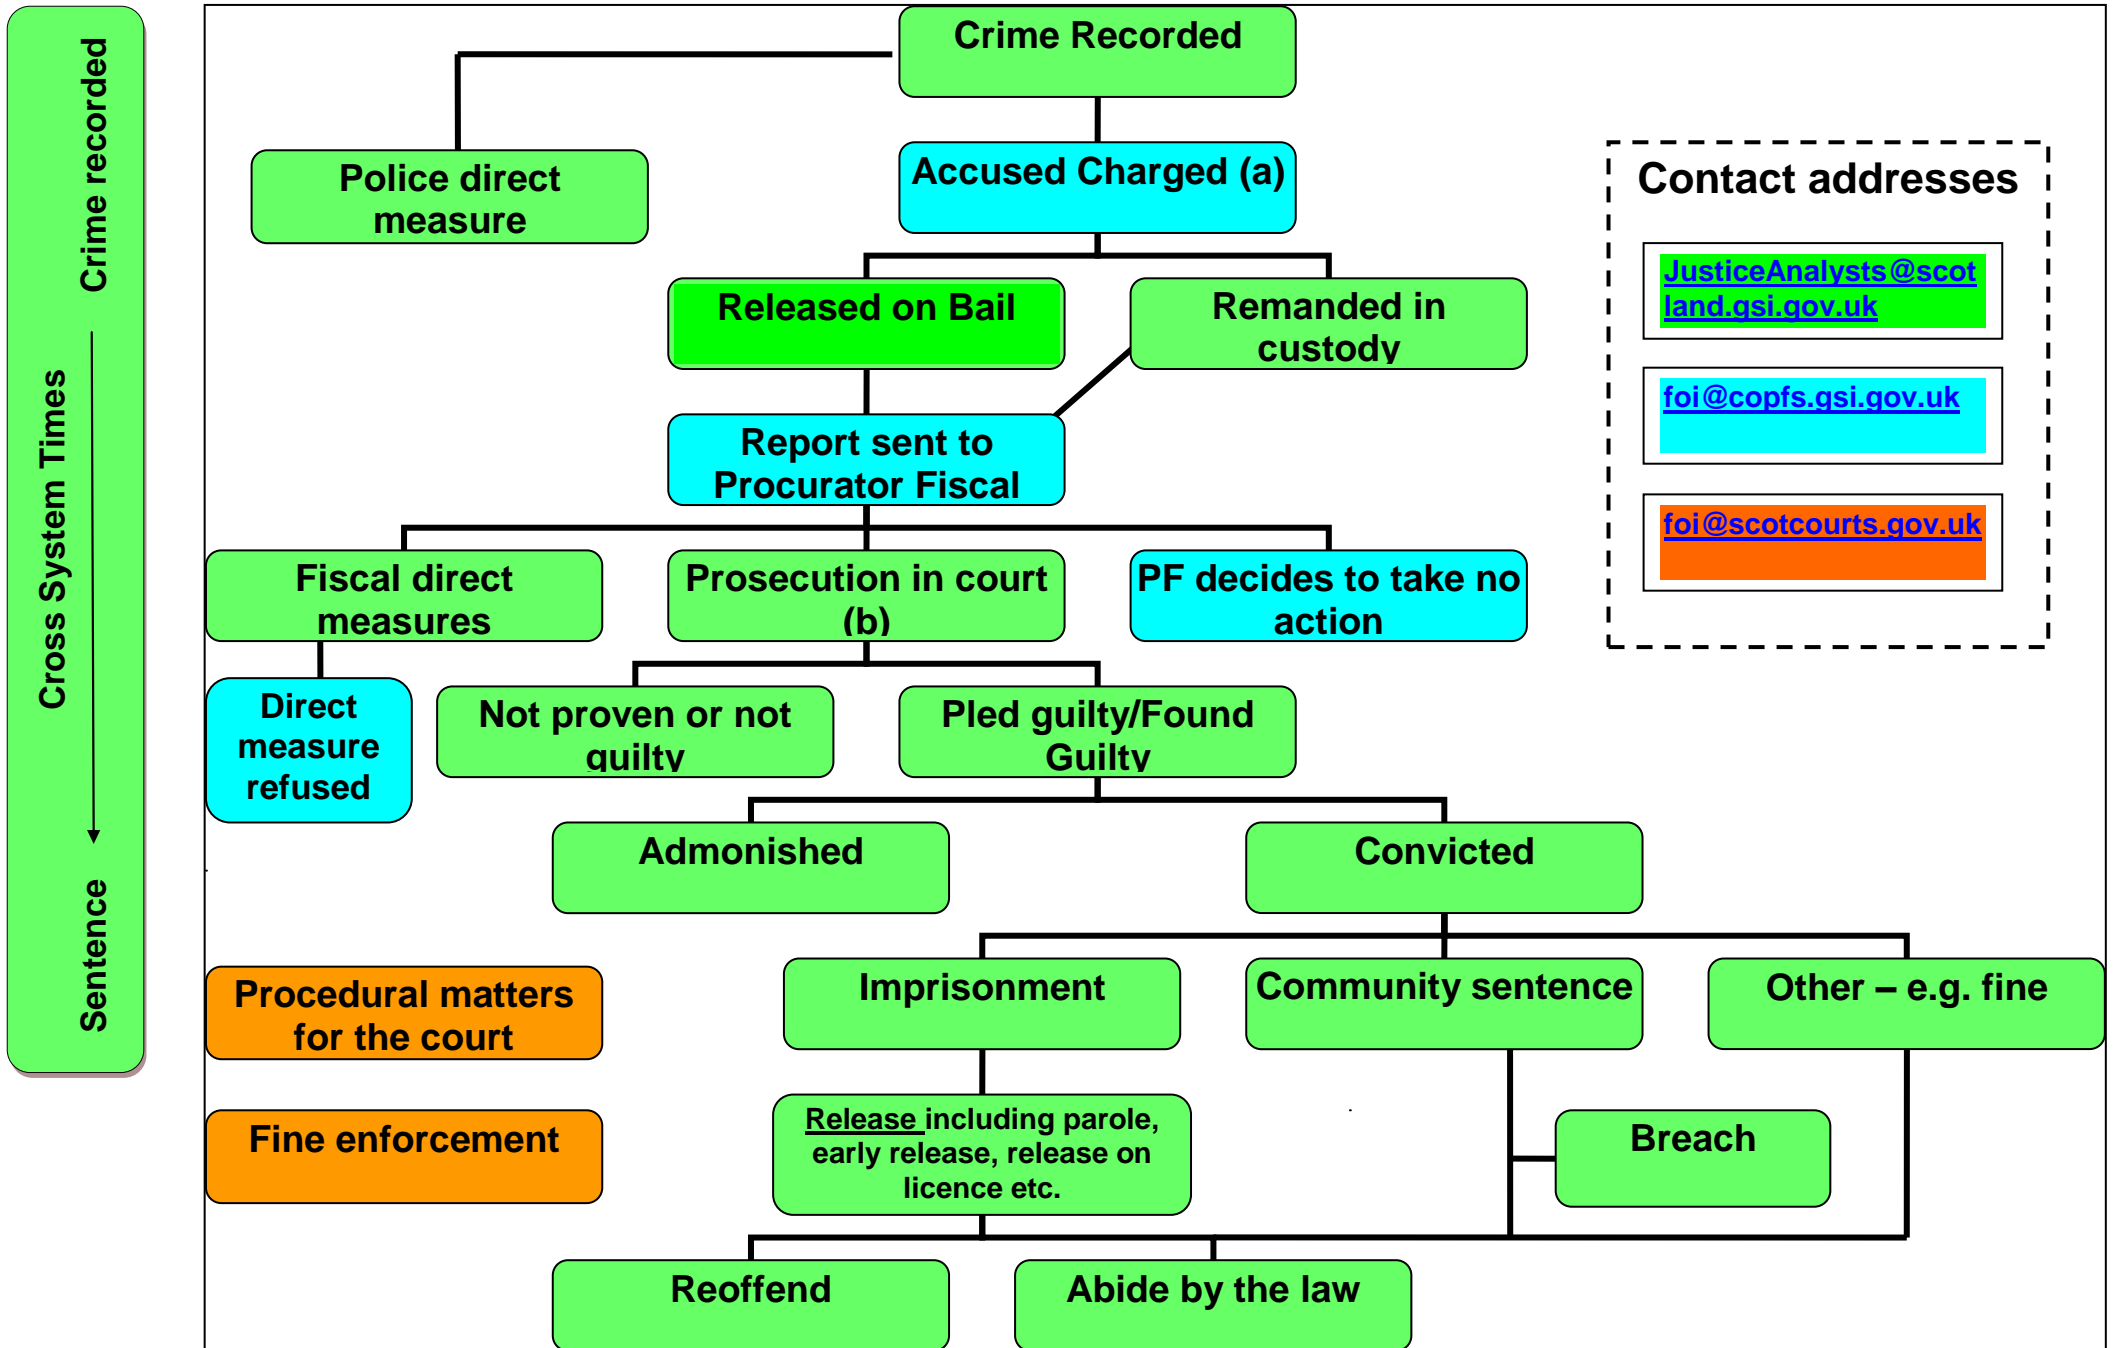 Crime recorded
Cross System Times
Sentence
Crime Recorded
Police direct
measure
Accused Charged (a)
Released on Bail
Remanded in
custody
Report sent to
Procurator Fiscal
Fiscal direct
measures
Prosecution in court
(b)
PF decides to take no
action
Direct
measure
refused
Not proven or not
guilty
Pled guilty/Found
Guilty
Admonished
Convicted
Procedural matters
for the court
Imprisonment
Community sentence
Other – e.g. fine
Fine enforcement
Release including parole,
early release, release on
licence etc.
Breach
Reoffend
Abide by the law
Contact addresses
JusticeAnalysts@scot
land.gsi.gov.uk
foi@copfs.gsi.gov.uk
foi@scotcourts.gov.uk